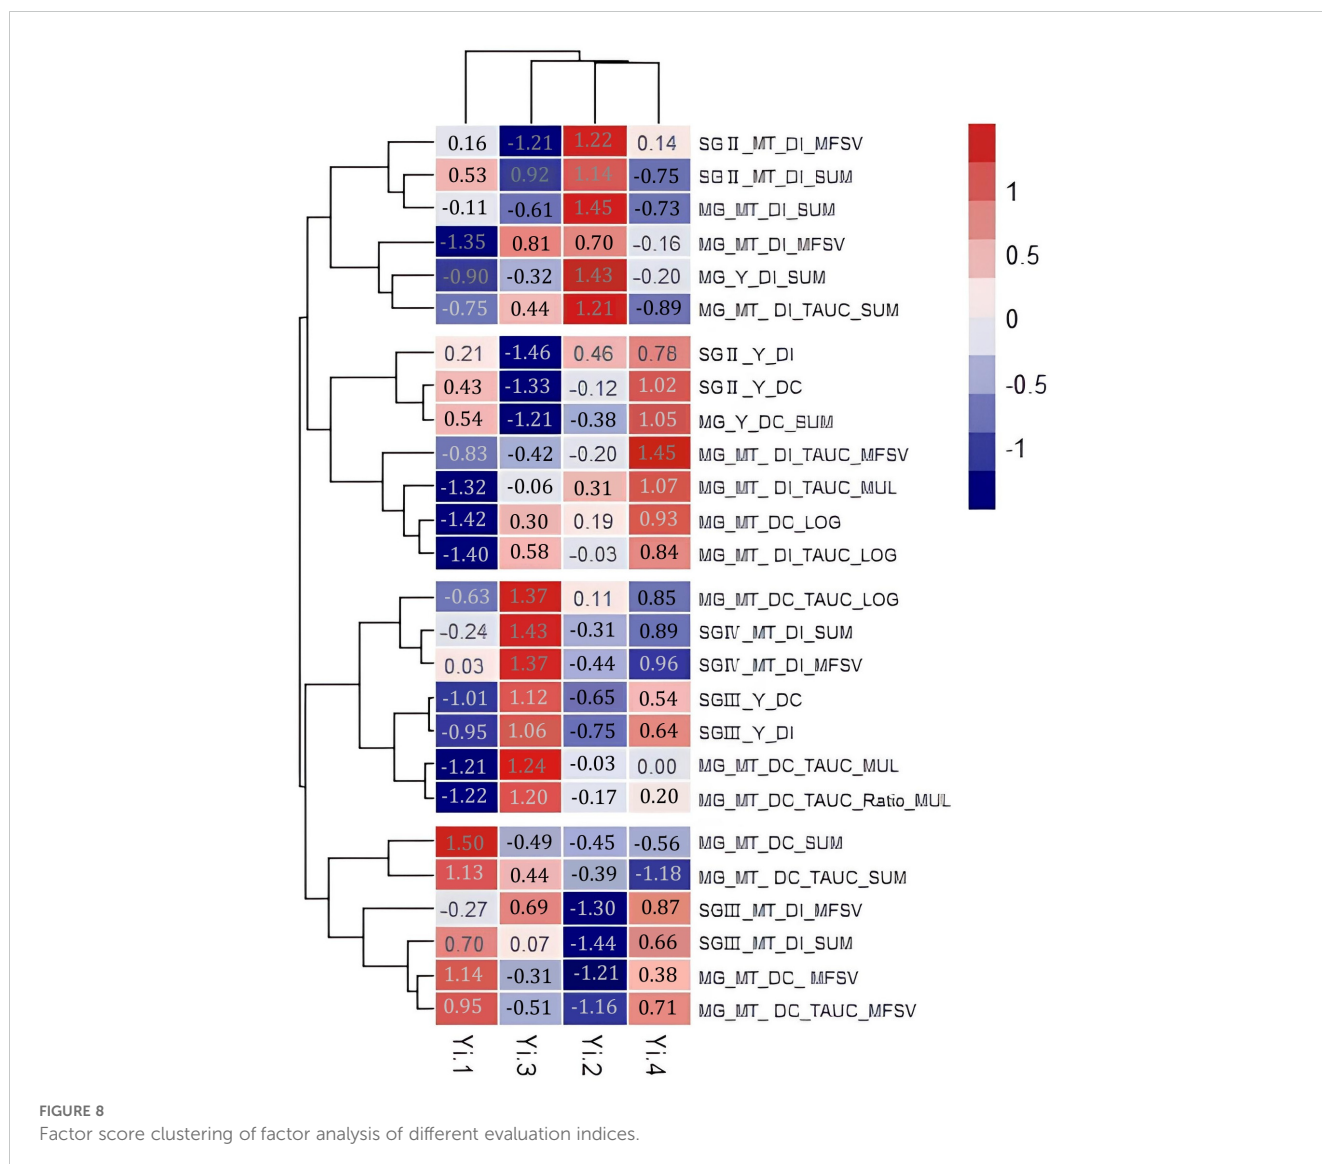 0.16 -1.21 1.22 0.14 SGⅡ_MT_DI_MFSV
0.53 0.92 1.14 -0.75 SGⅡ_MT_DI_SUM
-0.11 -0.61 1.45 -0.73 MG_MT_DI_SUM
-1.35 0.81 0.70 -0.16 MG_MT_DI_MFSV
-0.90 -0.32 1.43 -0.20 MG_Y_DI_SUM
-0.75 0.44 1.21 -0.89 MG_MT_ DI_TAUC_SUM
0.21 -1.46 0.46 0.78 SGⅡ_Y_DI
0.43 -1.33 -0.12 1.02 SGⅡ_Y_DC
0.54 -1.21 -0.38 1.05 MG_Y_DC_SUM
-0.83 -0.42 -0.20 1.45 MG_MT_ DI_TAUC_MFSV
-1.32 -0.06 0.31 1.07 MG_MT_ DI_TAUC_MUL
-1.42 0.30 0.19 0.93 MG_MT_DC_LOG
-1.40 0.58 -0.03 0.84 MG_MT_DI_TAUC_LOG
-0.63 1.37 0.11 0.85 MG_MT_DC_TAUC_LOG
-0.24 1.43 -0.31 0.89 SGⅣ_MT_DI_SUM
0.03 1.37 -0.44 0.96 SGⅣ_MT_DI_MFSV
-1.01 1.12 -0.65 0.54 SGⅢ_Y_DC
-0.95 1.06 -0.75 0.64 SGⅢ_Y_DI
-1.21 1.24 -0.03 0.00 MG_MT_DC_TAUC_MUL
-1.22 1.20 -0.17 0.20 MG_MT_DC_TAUC_Ratio_MUL
1.50 -0.49 -0.45 -0.56 MG_MT_DC_SUM
1.13 0.44 -0.39 -1.18 MG_MT_ DC_TAUC_SUM
-0.27 0.69 -1.30 0.87 SGⅢ_MT_DI_MFSV
0.70 0.07 -1.44 0.66 SGⅢ_MT_DI_SUM
1.14 -0.31 -1.21 0.38 MG_MT_DC_ MFSV
0.95 -0.51 -1.16 0.71 MG_MT_ DC_TAUC_MFSV
Yi.1 Yi.3 Yi.2 Yi.4
1
0.5
0
-0.5
-1
FIGURE 8
Factor score clustering of factor analysis of different evaluation indices.